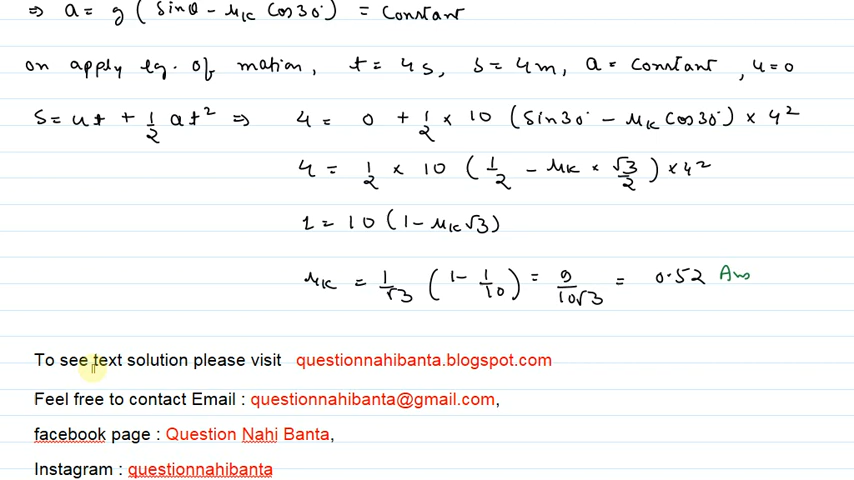 ⇒ a = g ( Sinθ - μk Cos30° ) = Constant
on apply eq. of motion, t = 4s, s = 4m, a = Constant, u = 0
S = ut + 1/2 at² ⇒ 4 = 0 + 1/2 × 10 (Sin30° - μk Cos30°) × 4²
4 = 1/2 × 10 ( 1/2 - μk × √3/2 ) × 4²
1 = 10 ( 1 - μk √3 )
μk = 1/√3 ( 1 - 1/10 ) = 9/10√3 = 0.52 Ans
To see text solution please visit questionnahibanta.blogspot.com
Feel free to contact Email : questionnahibanta@gmail.com,
facebook page : Question Nahi Banta,
Instagram : questionnahibanta